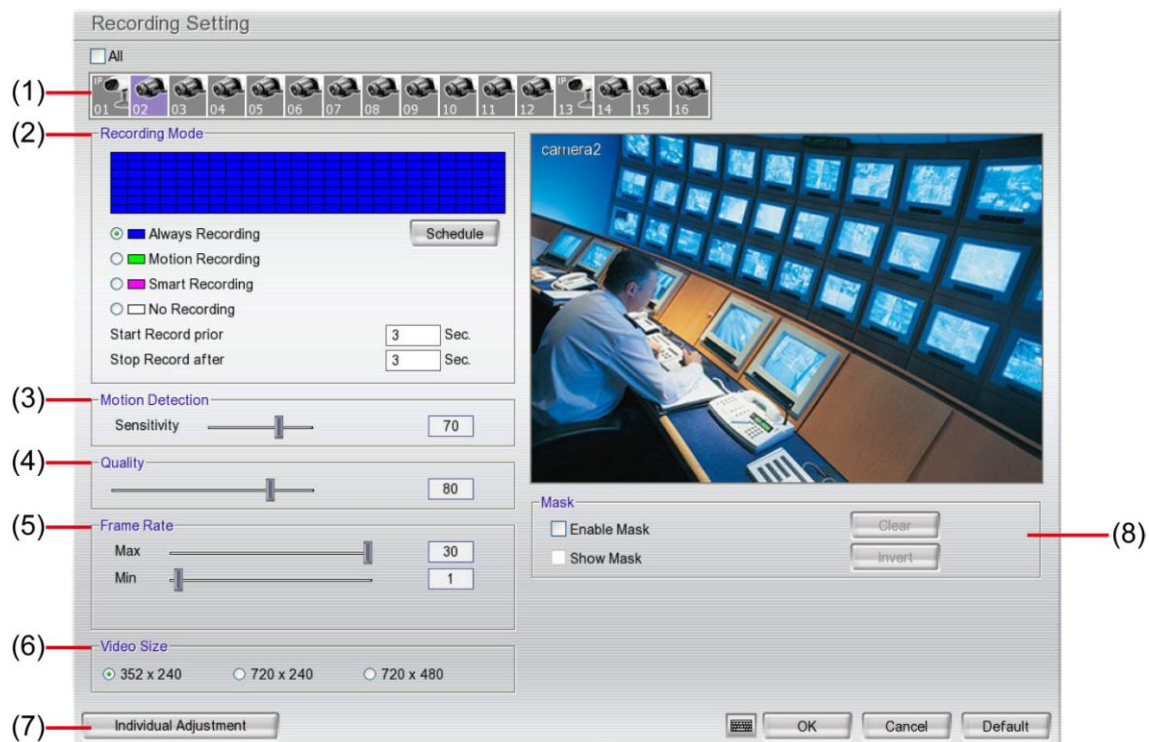 Recording Setting
All
(1)
IP IP
01 02 03 04 05 06 07 08 09 10 11 12 13 14 15 16
(2)
Recording Mode
camera2
Always Recording
Schedule
Motion Recording
Smart Recording
No Recording
Start Record prior 3 Sec.
Stop Record after 3 Sec.
(3)
Motion Detection
Sensitivity 70
(4)
Quality
80
(5)
Frame Rate
Max 30
Min 1
Mask
Enable Mask Clear
Show Mask Invert
(8)
(6)
Video Size
352 x 240 720 x 240 720 x 480
(7)
Individual Adjustment OK Cancel Default